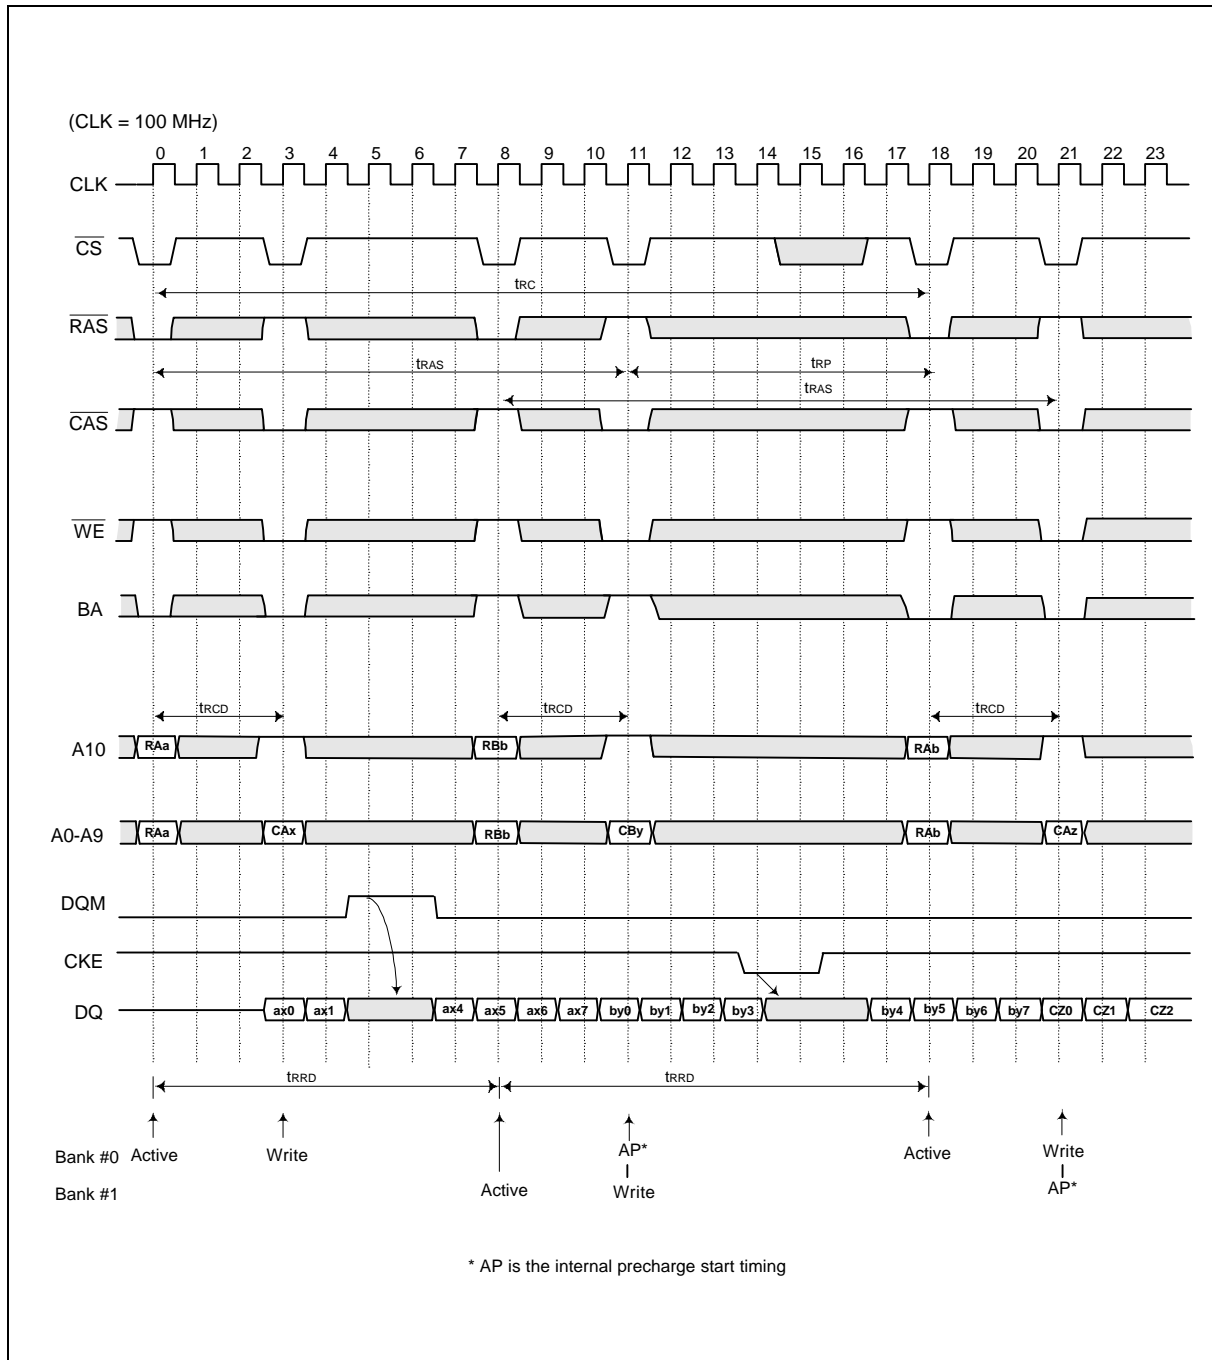 (CLK = 100 MHz)
0 1 2 3 4 5 6 7 8 9 10 11 12 13 14 15 16 17 18 19 20 21 22 23
CLK
CS
tRC
RAS
tRAS tRP
tRAS
CAS
WE
BA
tRCD tRCD tRCD
A10 RAa RBb RAb
A0-A9 RAa CAx RBb CBy RAb CAz
DQM
CKE
DQ ax0 ax1 ax4 ax5 ax6 ax7 by0 by1 by2 by3 by4 by5 by6 by7 CZ0 CZ1 CZ2
tRRD tRRD
Bank #0 Active Write AP* Active Write
Bank #1 Active Write AP*
* AP is the internal precharge start timing